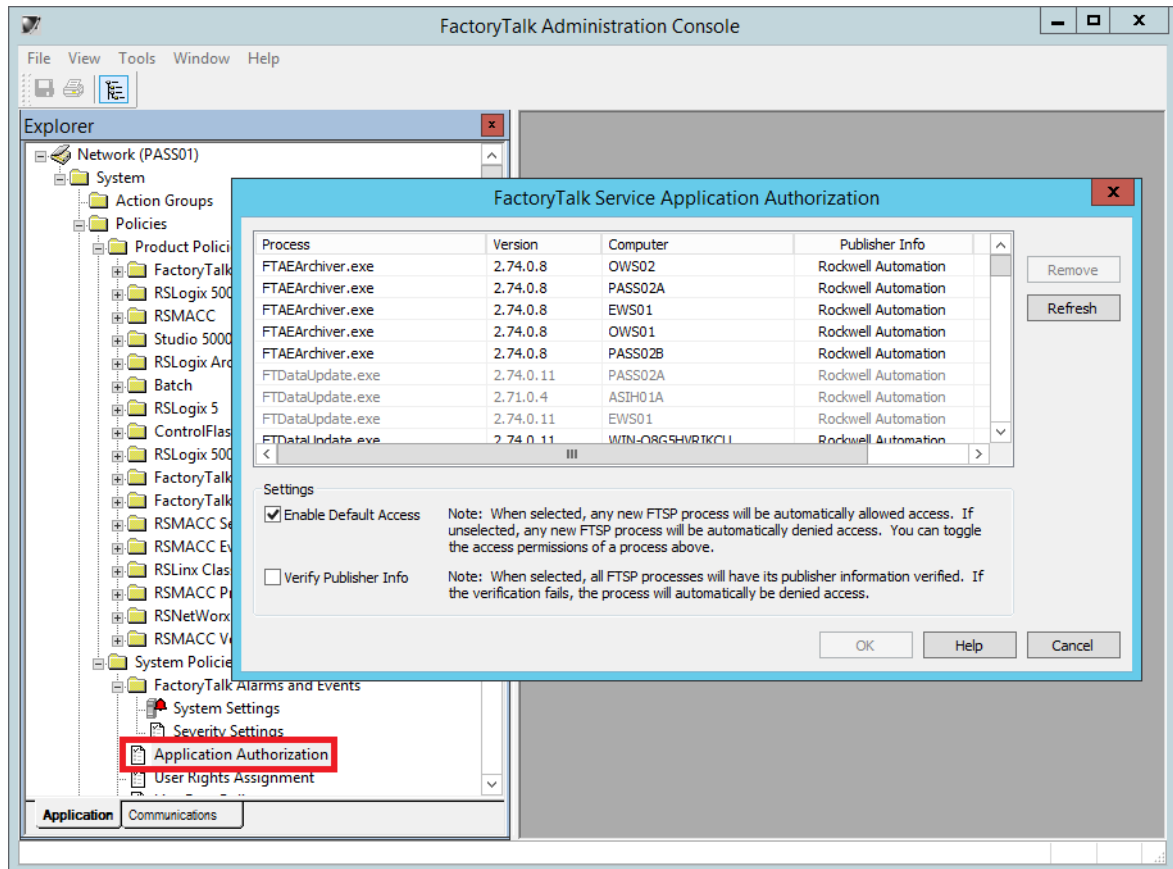 FactoryTalk Administration Console
File View Tools Window Help
Explorer
Network (PASS01)
System
Action Groups
Policies
Product Polici
FactoryTalk
RSLogix 500
RSMACC
Studio 5000
RSLogix Arc
Batch
RSLogix 5
ControlFlas
RSLogix 500
FactoryTalk
FactoryTalk
RSMACC Se
RSMACC Ev
RSLinx Clas
RSMACC Pr
RSNetWorx
RSMACC Ve
System Policie
FactoryTalk Alarms and Events
System Settings
Severity Settings
Application Authorization
User Rights Assignment
Application Communications
FactoryTalk Service Application Authorization
Process Version Computer Publisher Info
FTAEArchiver.exe 2.74.0.8 OWS02 Rockwell Automation
FTAEArchiver.exe 2.74.0.8 PASS02A Rockwell Automation
FTAEArchiver.exe 2.74.0.8 EWS01 Rockwell Automation
FTAEArchiver.exe 2.74.0.8 OWS01 Rockwell Automation
FTAEArchiver.exe 2.74.0.8 PASS02B Rockwell Automation
FTDataUpdate.exe 2.74.0.11 PASS02A Rockwell Automation
FTDataUpdate.exe 2.71.0.4 ASIH01A Rockwell Automation
FTDataUpdate.exe 2.74.0.11 EWS01 Rockwell Automation
FTDataUpdate.exe 2.74.0.11 WIN-O8G5HVRIKCU Rockwell Automation
Remove
Refresh
Settings
Enable Default Access
Note: When selected, any new FTSP process will be automatically allowed access. If
unselected, any new FTSP process will be automatically denied access. You can toggle
the access permissions of a process above.
Verify Publisher Info
Note: When selected, all FTSP processes will have its publisher information verified. If
the verification fails, the process will automatically be denied access.
OK Help Cancel